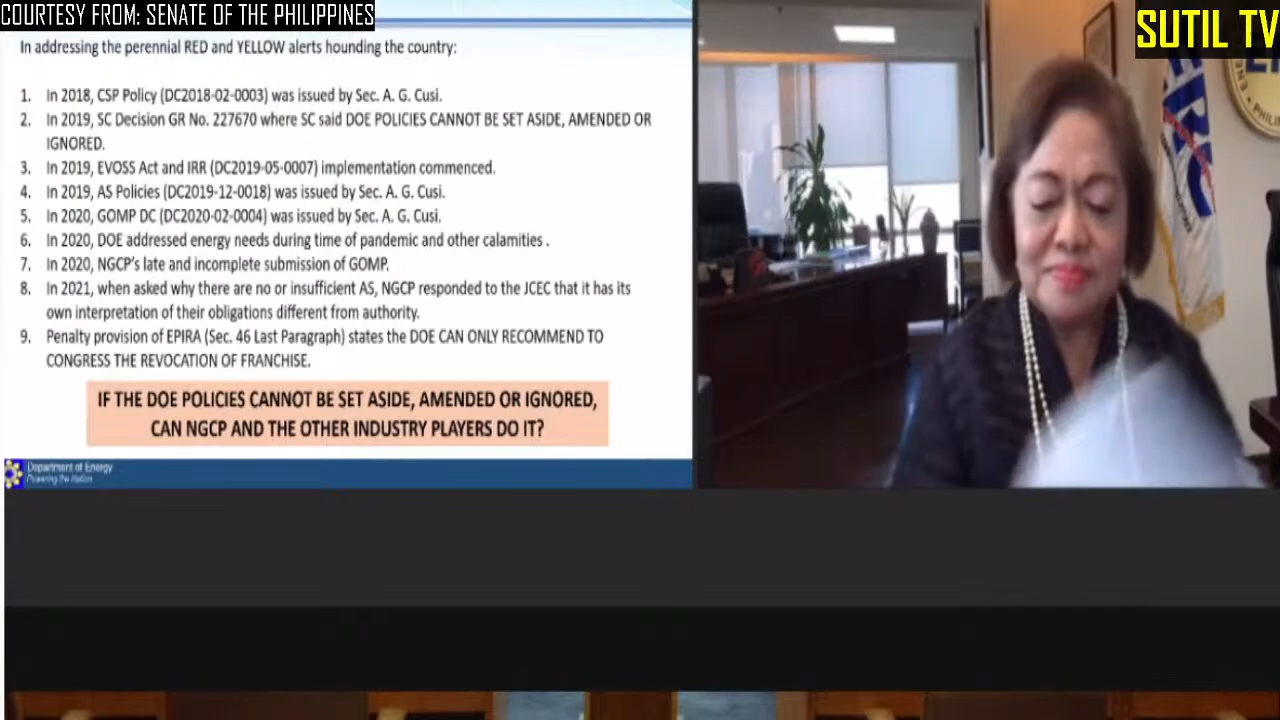 COURTESY FROM: SENATE OF THE PHILIPPINES
SUTIL TV
In addressing the perennial RED and YELLOW alerts hounding the country:
1. In 2018, CSP Policy (DC2018-02-0003) was issued by Sec. A. G. Cusi.
2. In 2019, SC Decision GR No. 227670 where SC said DOE POLICIES CANNOT BE SET ASIDE, AMENDED OR
IGNORED.
3. In 2019, EVOSS Act and IRR (DC2019-05-0007) implementation commenced.
4. In 2019, AS Policies (DC2019-12-0018) was issued by Sec. A. G. Cusi.
5. In 2020, GOMP DC (DC2020-02-0004) was issued by Sec. A. G. Cusi.
6. In 2020, DOE addressed energy needs during time of pandemic and other calamities .
7. In 2020, NGCP's late and incomplete submission of GOMP.
8. In 2021, when asked why there are no or insufficient AS, NGCP responded to the JCEC that it has its
own interpretation of their obligations different from authority.
9. Penalty provision of EPIRA (Sec. 46 Last Paragraph) states the DOE CAN ONLY RECOMMEND TO
CONGRESS THE REVOCATION OF FRANCHISE.
IF THE DOE POLICIES CANNOT BE SET ASIDE, AMENDED OR IGNORED,
CAN NGCP AND THE OTHER INDUSTRY PLAYERS DO IT?
Department of Energy
Powering the Nation